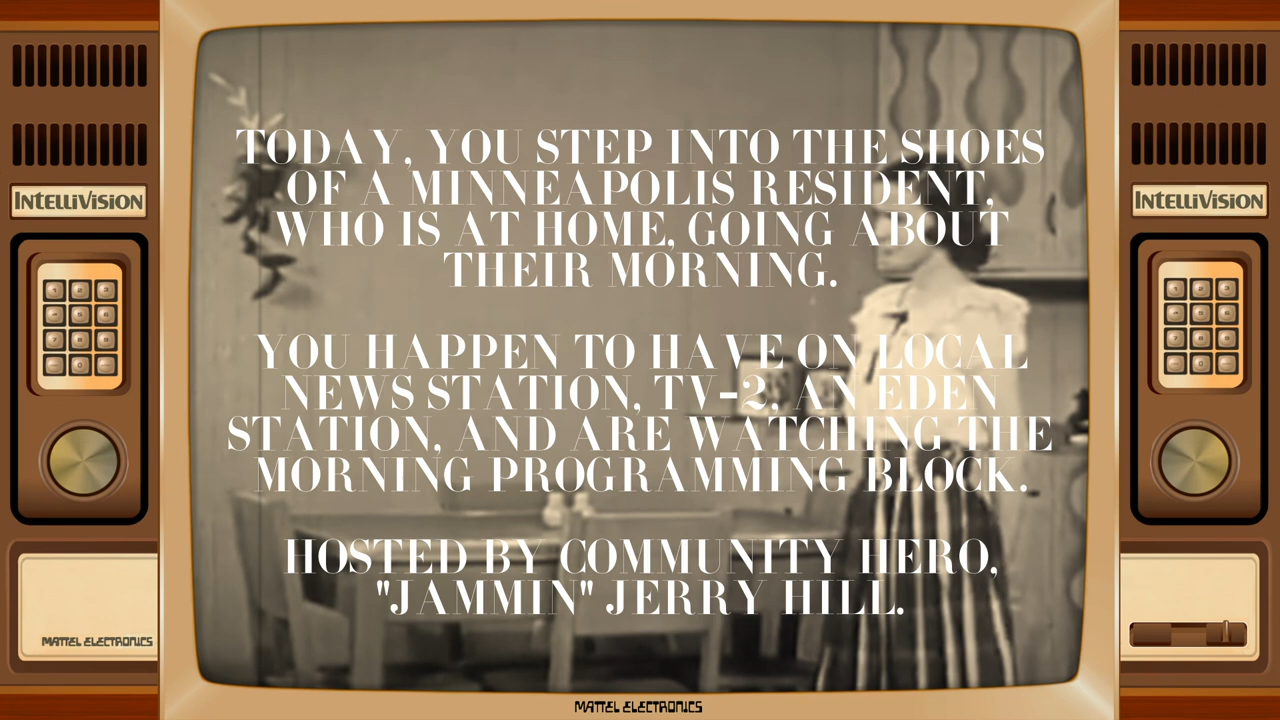 TODAY, YOU STEP INTO THE SHOES
OF A MINNEAPOLIS RESIDENT,
WHO IS AT HOME, GOING ABOUT
THEIR MORNING.
YOU HAPPEN TO HAVE ON LOCAL
NEWS STATION, TV-2, AN EDEN
STATION, AND ARE WATCHING THE
MORNING PROGRAMMING BLOCK.
HOSTED BY COMMUNITY HERO,
"JAMMIN" JERRY HILL.
INTELLIVISION
INTELLIVISION
MATTEL ELECTRONICS
MATTEL ELECTRONICS